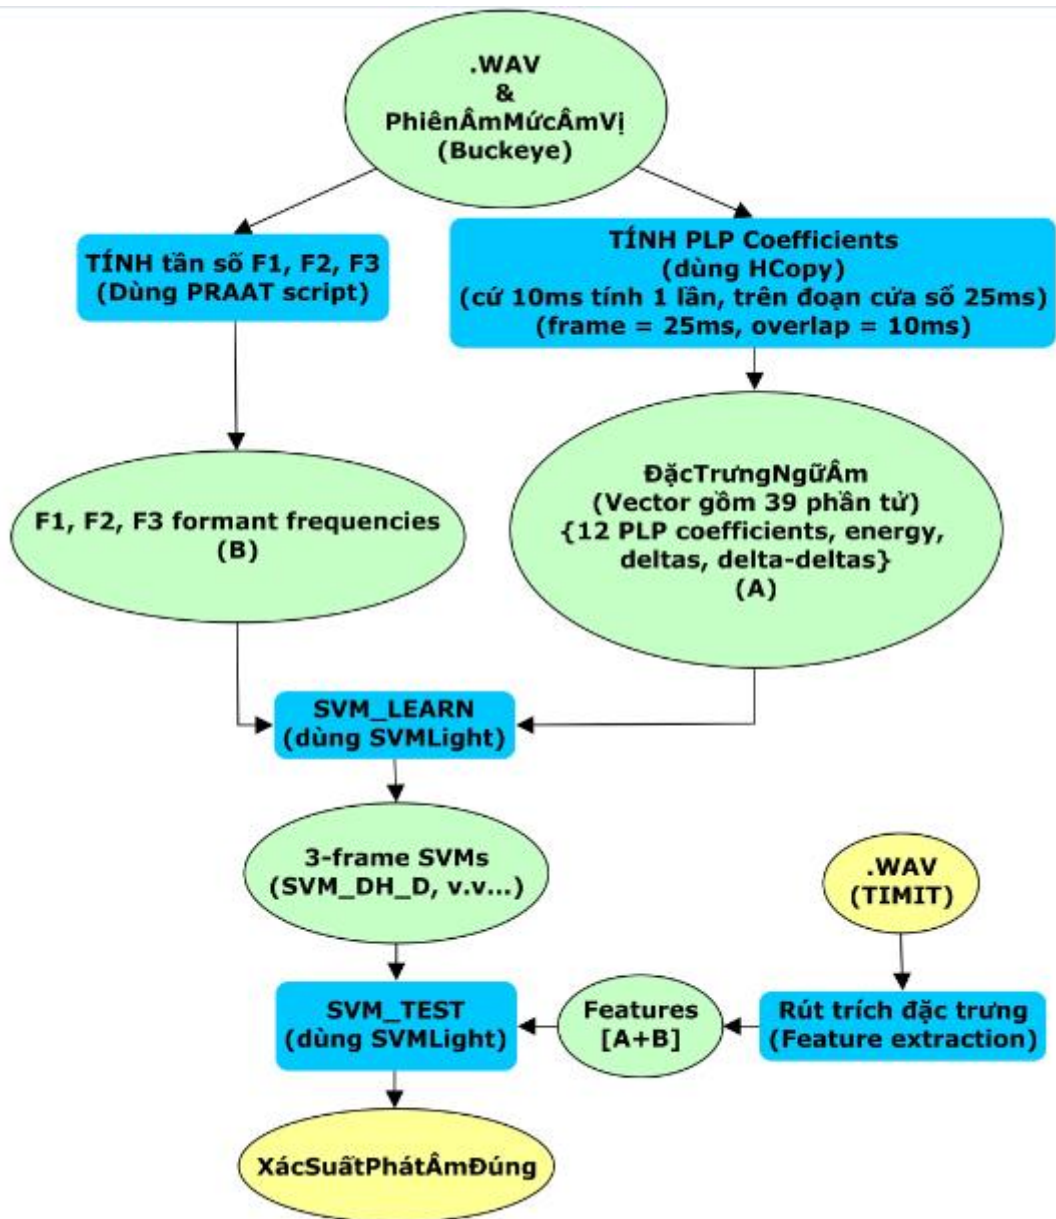 .WAV
&
PhiênÂmMứcÂmVị
(Buckeye)
TÍNH tần số F1, F2, F3
(Dùng PRAAT script)
TÍNH PLP Coefficients
(dùng HCopy)
(cứ 10ms tính 1 lần, trên đoạn cửa số 25ms)
(frame = 25ms, overlap = 10ms)
F1, F2, F3 formant frequencies
(B)
ĐặcTrưngNgữÂm
(Vector gồm 39 phần tử)
{12 PLP coefficients, energy,
deltas, delta-deltas}
(A)
SVM_LEARN
(dùng SVMLight)
3-frame SVMs
(SVM_DH_D, v.v...)
.WAV
(TIMIT)
SVM_TEST
(dùng SVMLight)
Features
[A+B]
Rút trích đặc trưng
(Feature extraction)
XácSuấtPhátÂmĐúng